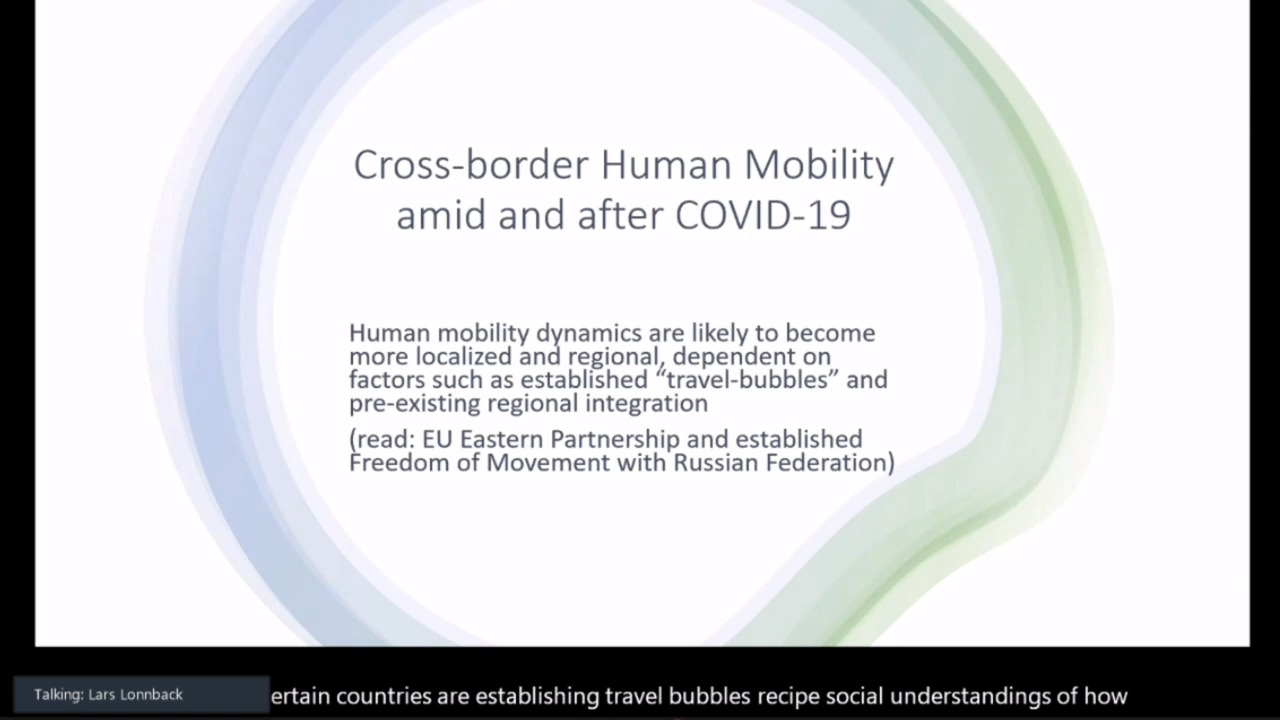 Cross-border Human Mobility
amid and after COVID-19
Human mobility dynamics are likely to become
more localized and regional, dependent on
factors such as established “travel-bubbles” and
pre-existing regional integration
(read: EU Eastern Partnership and established
Freedom of Movement with Russian Federation)
Talking: Lars Lonnback
ertain countries are establishing travel bubbles recipe social understandings of how